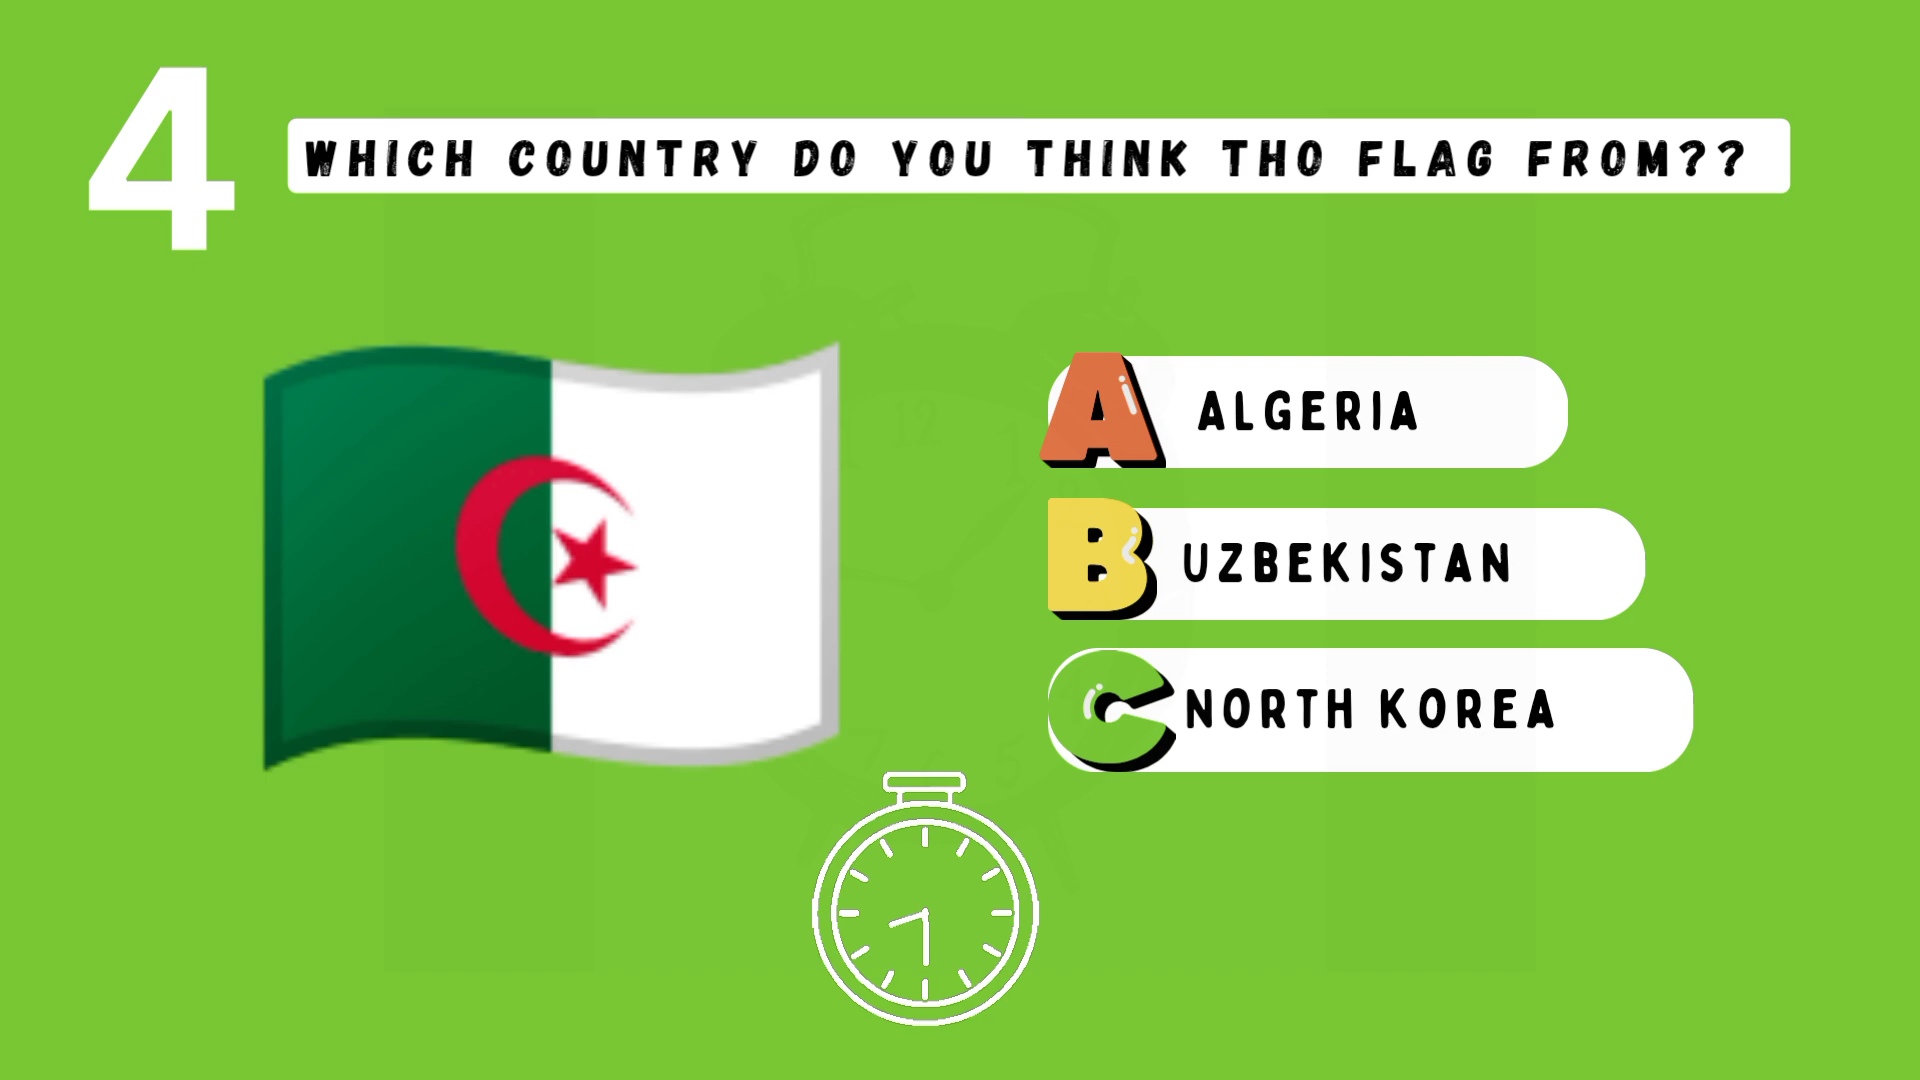 4
WHICH COUNTRY DO YOU THINK THO FLAG FROM??
A ALGERIA
B UZBEKISTAN
C NORTH KOREA